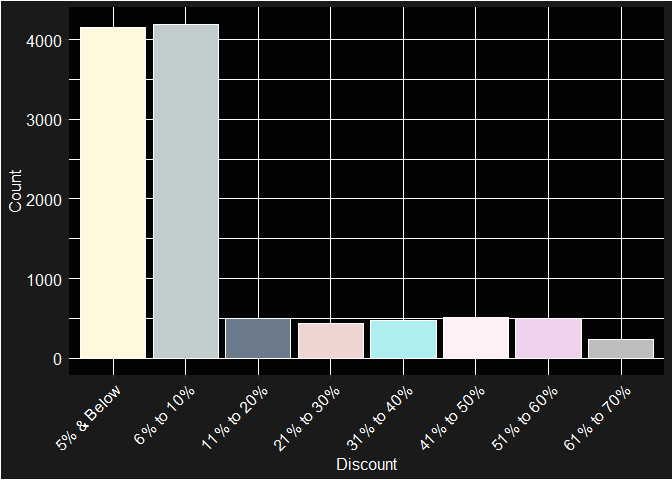 4000
3000
2000
1000
0
Count
5% & Below
6% to 10%
11% to 20%
21% to 30%
31% to 40%
41% to 50%
51% to 60%
61% to 70%
Discount